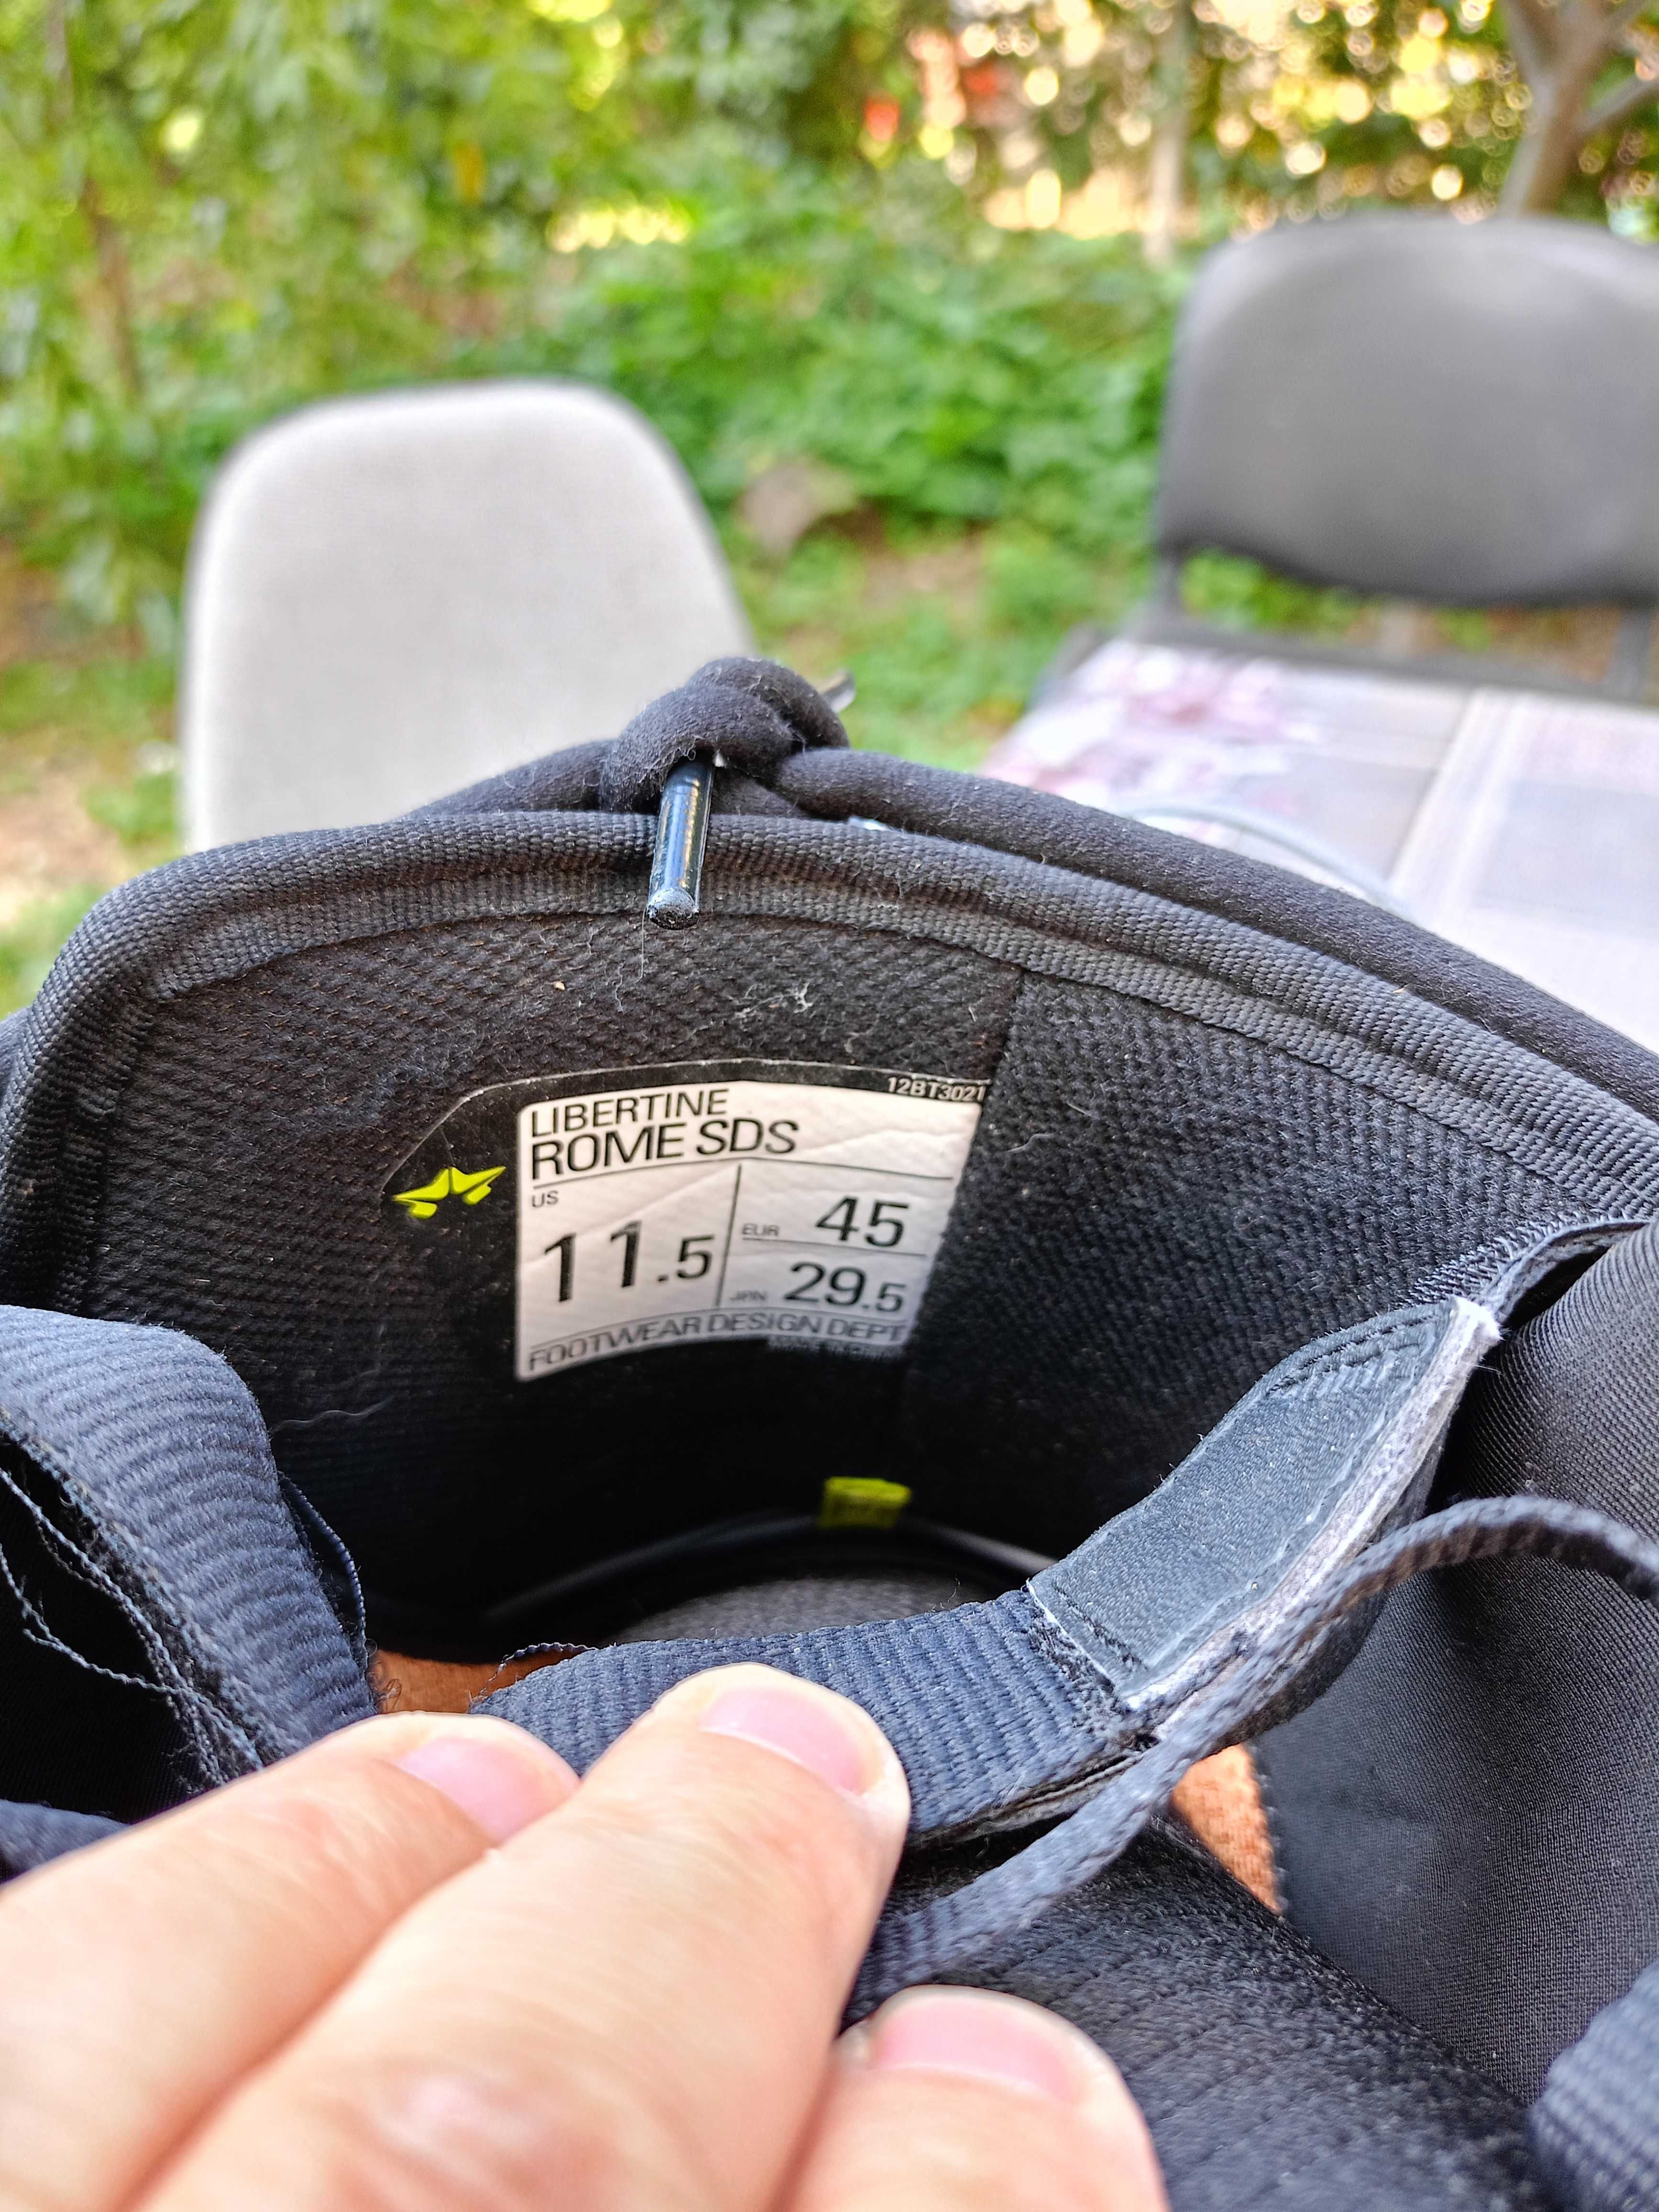 12BT3021
LIBERTINE
ROME SDS
US
11.5
EUR 45
JPN 29.5
FOOTWEAR DESIGN DEPT